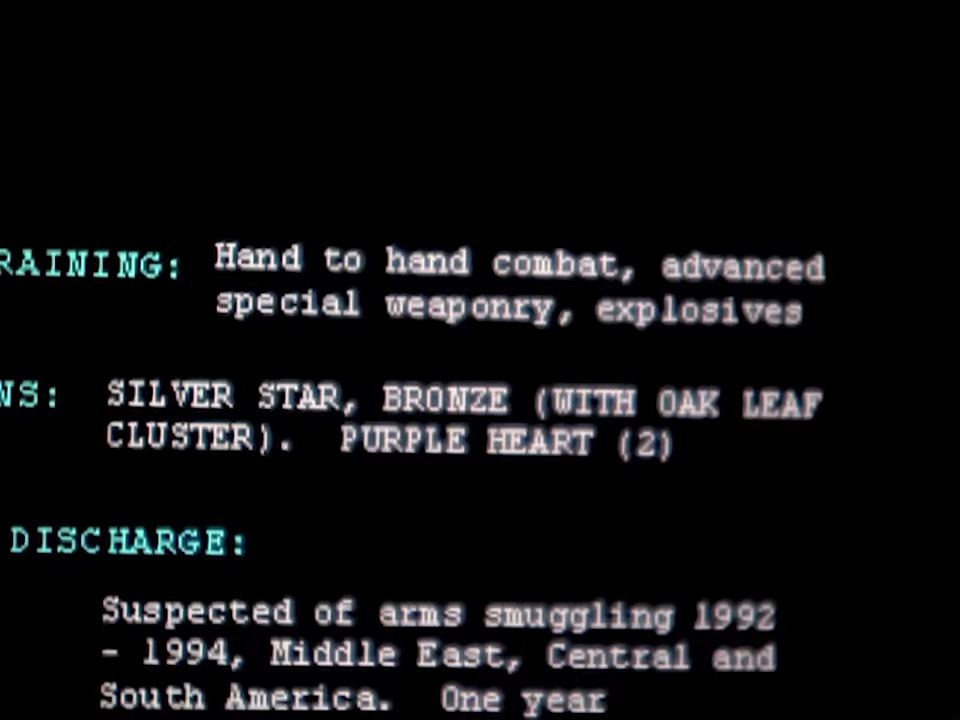 RAINING: Hand to hand combat, advanced
special weaponry, explosives
NS: SILVER STAR, BRONZE (WITH OAK LEAF
CLUSTER). PURPLE HEART (2)
DISCHARGE:
Suspected of arms smuggling 1992
- 1994, Middle East, Central and
South America. One year